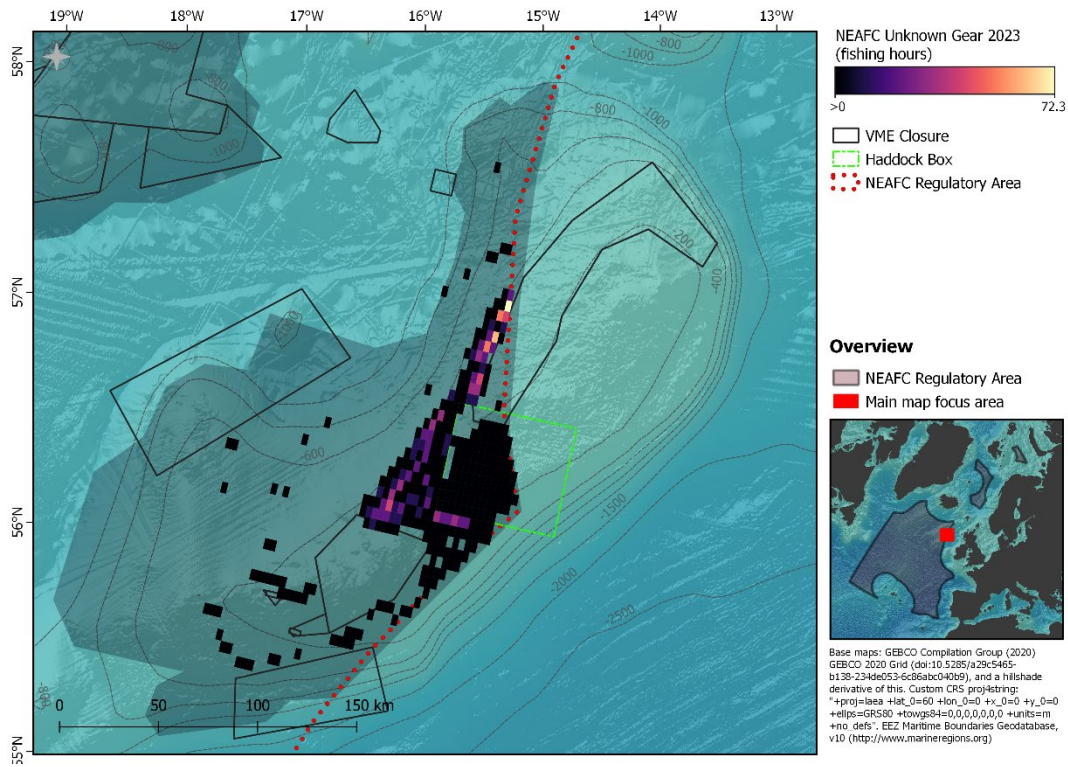 19°W 18°W 17°W 16°W 15°W 14°W 13°W
58°N
57°N
56°N
55°N
-800
-1000
-800
-1000
-800
-1000
-800
-1000
-200
-400
-1000
-600
-1500
-2000
-2500
-800
0 50 100 150 km
NEAFC Unknown Gear 2023
(fishing hours)
>0 72.3
VME Closure
Haddock Box
NEAFC Regulatory Area
Overview
NEAFC Regulatory Area
Main map focus area
Base maps: GEBCO Compilation Group (2020)
GEBCO 2020 Grid (doi:10.5285/a29c5465-
b138-234de053-6c86abc040b9), and a hillshade
derivative of this. Custom CRS proj4string:
"+proj=laea +lat_0=60 +lon_0=0 +x_0=0 +y_0=0
+ellps=GRS80 +towgs84=0,0,0,0,0,0,0 +units=m
+no_defs". EEZ Maritime Boundaries Geodatabase,
v10 (http://www.marineregions.org)